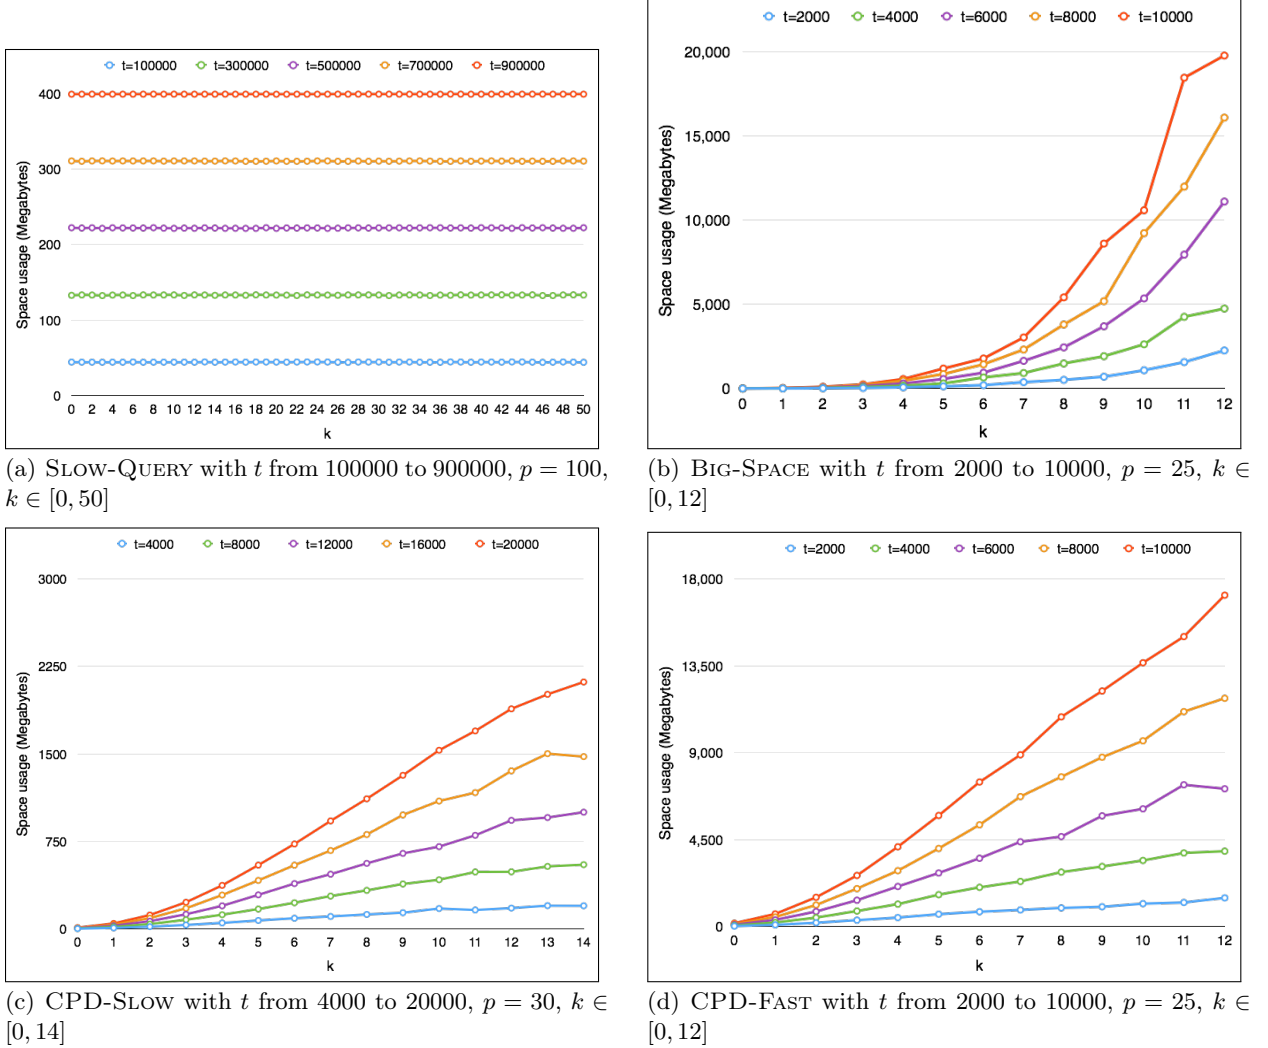 t=100000 t=300000 t=500000 t=700000 t=900000
Space usage (Megabytes)
400
300
200
100
0
0 2 4 6 8 10 12 14 16 18 20 22 24 26 28 30 32 34 36 38 40 42 44 46 48 50
k
(a) SLOW-QUERY with t from 100000 to 900000, p = 100,
k ∈ [0, 50]
t=2000 t=4000 t=6000 t=8000 t=10000
Space usage (Megabytes)
20,000
15,000
10,000
5,000
0
0 1 2 3 4 5 6 7 8 9 10 11 12
k
(b) BIG-SPACE with t from 2000 to 10000, p = 25, k ∈
[0, 12]
t=4000 t=8000 t=12000 t=16000 t=20000
Space usage (Megabytes)
3000
2250
1500
750
0
0 1 2 3 4 5 6 7 8 9 10 11 12 13 14
k
(c) CPD-SLOW with t from 4000 to 20000, p = 30, k ∈
[0, 14]
t=2000 t=4000 t=6000 t=8000 t=10000
Space usage (Megabytes)
18,000
13,500
9,000
4,500
0
0 1 2 3 4 5 6 7 8 9 10 11 12
k
(d) CPD-FAST with t from 2000 to 10000, p = 25, k ∈
[0, 12]